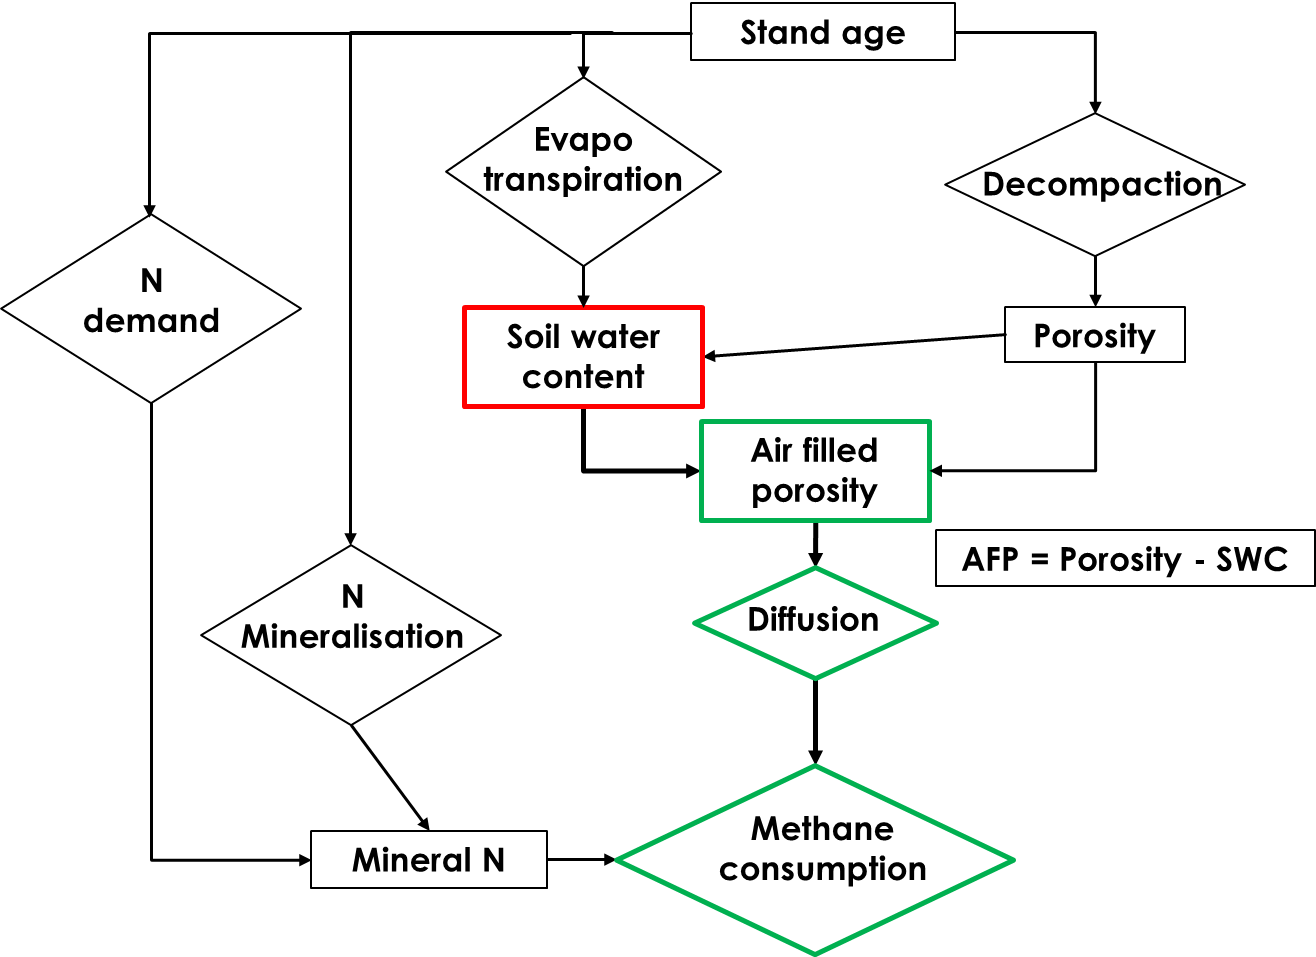 Stand age
Evapo
transpiration
Decompaction
N
demand
Soil water
content
Porosity
Air filled
porosity
AFP = Porosity - SWC
N
Mineralisation
Diffusion
Methane
consumption
Mineral N